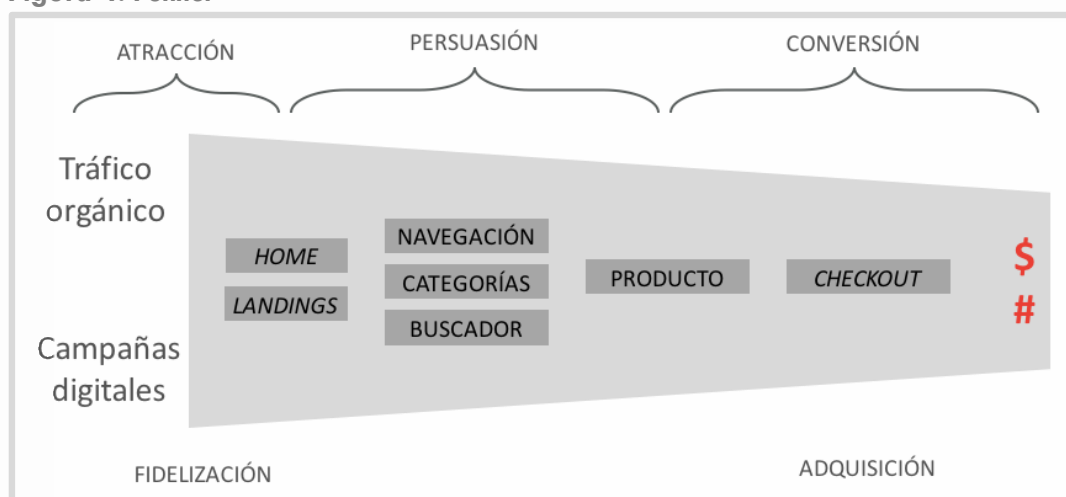 ATRACCIÓN
PERSUASIÓN
CONVERSIÓN
Tráfico
orgánico
Campañas
digitales
HOME
LANDINGS
NAVEGACIÓN
CATEGORÍAS
BUSCADOR
PRODUCTO
CHECKOUT
$
#
FIDELIZACIÓN
ADQUISICIÓN